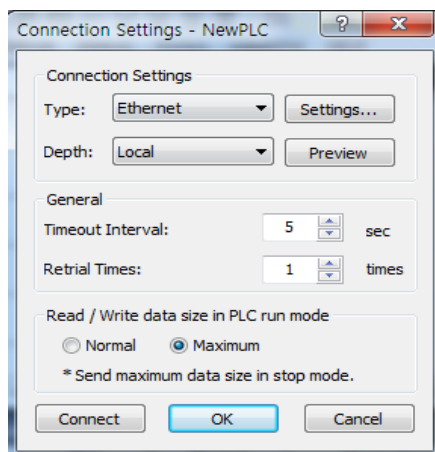 Connection Settings - NewPLC
Connection Settings
Type: Ethernet Settings...
Depth: Local Preview
General
Timeout Interval: 5 sec
Retrial Times: 1 times
Read / Write data size in PLC run mode
Normal Maximum
* Send maximum data size in stop mode.
Connect OK Cancel